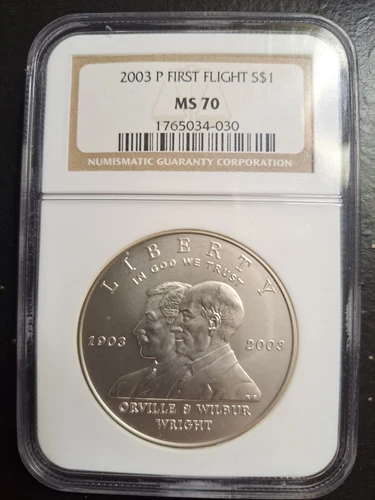 2003 P FIRST FLIGHT S$1
MS 70
1765034-030
NUMISMATIC GUARANTY CORPORATION
LIBERTY
IN GOD WE TRUST
1903 2003
ORVILLE & WILBUR
WRIGHT